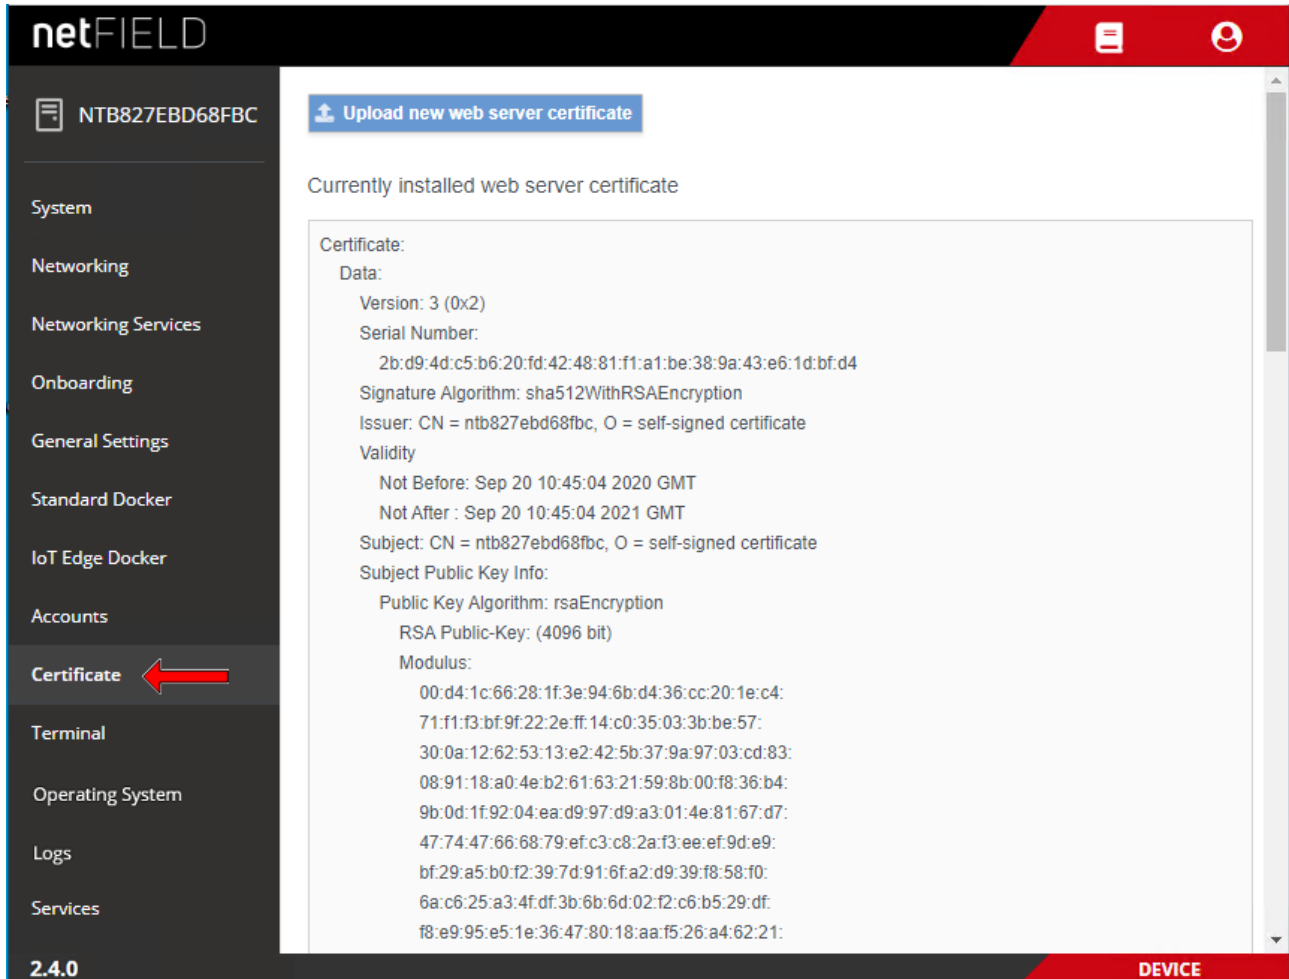 netFIELD
NTB827EBD68FBC
System
Networking
Networking Services
Onboarding
General Settings
Standard Docker
IoT Edge Docker
Accounts
Certificate
Terminal
Operating System
Logs
Services
2.4.0
Upload new web server certificate
Currently installed web server certificate
Certificate:
Data:
Version: 3 (0x2)
Serial Number:
2b:d9:4d:c5:b6:20:fd:42:48:81:f1:a1:be:38:9a:43:e6:1d:bf:d4
Signature Algorithm: sha512WithRSAEncryption
Issuer: CN = ntb827ebd68fbc, O = self-signed certificate
Validity
Not Before: Sep 20 10:45:04 2020 GMT
Not After : Sep 20 10:45:04 2021 GMT
Subject: CN = ntb827ebd68fbc, O = self-signed certificate
Subject Public Key Info:
Public Key Algorithm: rsaEncryption
RSA Public-Key: (4096 bit)
Modulus:
00:d4:1c:66:28:1f:3e:94:6b:d4:36:cc:20:1e:c4:
71:f1:f3:bf:9f:22:2e:ff:14:c0:35:03:3b:be:57:
30:0a:12:62:53:13:e2:42:5b:37:9a:97:03:cd:83:
08:91:18:a0:4e:b2:61:63:21:59:8b:00:f8:36:b4:
9b:0d:1f:92:04:ea:d9:97:d9:a3:01:4e:81:67:d7:
47:74:47:66:68:79:ef:c3:c8:2a:f3:ee:ef:9d:e9:
bf:29:a5:b0:f2:39:7d:91:6f:a2:d9:39:f8:58:f0:
6a:c6:25:a3:4f:df:3b:6b:6d:02:f2:c6:b5:29:df:
f8:e9:95:e5:1e:36:47:80:18:aa:f5:26:a4:62:21:
DEVICE